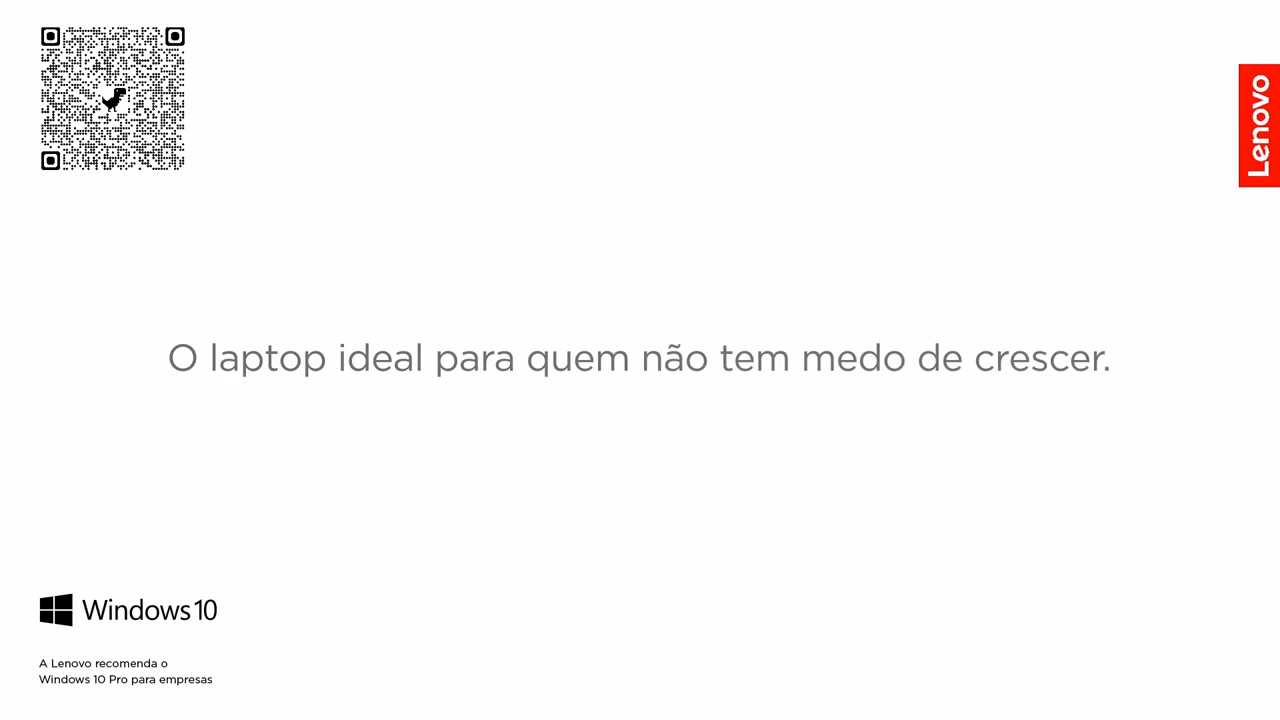 Lenovo
O laptop ideal para quem não tem medo de crescer.
Windows 10
A Lenovo recomenda o
Windows 10 Pro para empresas